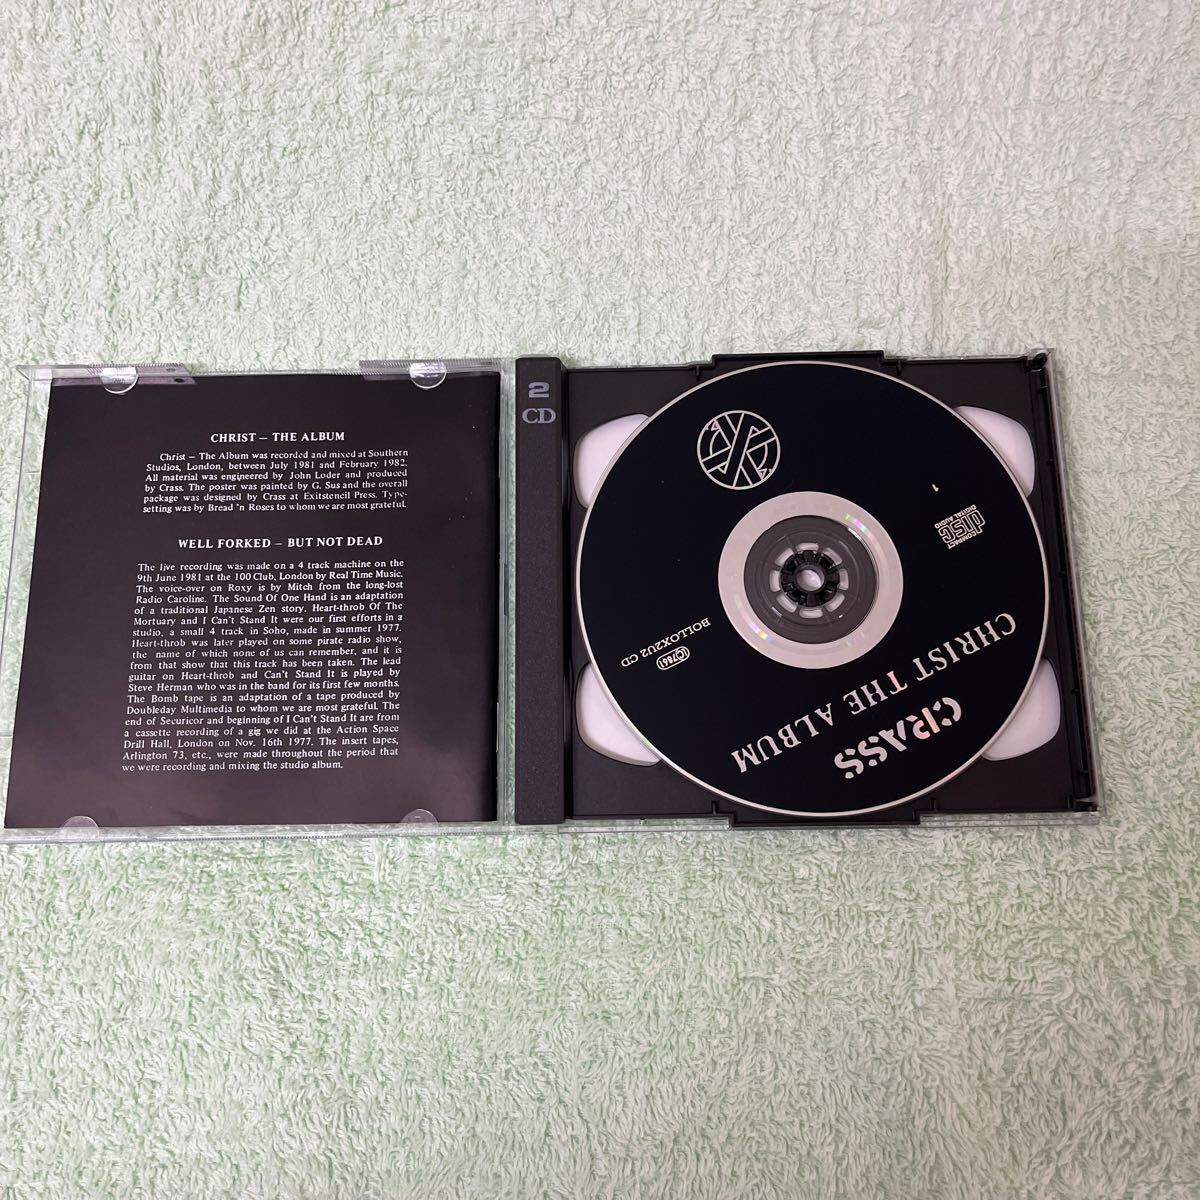 CHRIST – THE ALBUM
Christ – The Album was recorded and mixed at Southern
Studios, London, between July 1981 and February 1982.
All material was engineered by John Loder and produced
by Crass. The poster was painted by G. Sus and the overall
package was designed by Crass at Exitstencil Press. Type-
setting was by Bread 'n Roses to whom we are most grateful.
WELL FORKED – BUT NOT DEAD
The live recording was made on a 4 track machine on the
9th June 1981 at the 100 Club, London by Real Time Music.
The voice-over on Roxy is by Mitch from the long-lost
Radio Caroline. The Sound Of One Hand is an adaptation
of a traditional Japanese Zen story. Heart-throb Of The
Mortuary and I Can't Stand It were our first efforts in a
studio, a small 4 track in Soho, made in summer 1977.
Heart-throb was later played on some pirate radio show,
the name of which none of us can remember, and it is
from that show that this track has been taken. The lead
guitar on Heart-throb and Can't Stand It is played by
Steve Herman who was in the band for its first few months.
The Bomb tape is an adaptation of a tape produced by
Doubleday Multimedia to whom we are most grateful. The
end of Securicor and beginning of I Can't Stand It are from
a cassette recording of a gig we did at the Action Space
Drill Hall, London on Nov. 16th 1977. The insert tapes,
Arlington 73, etc., were made throughout the period that
we were recording and mixing the studio album.
2
CD
CRASS
CHRIST THE ALBUM
BOLLOX2U2 CD
LC 7661
1
COMPACT
disc
DIGITAL AUDIO